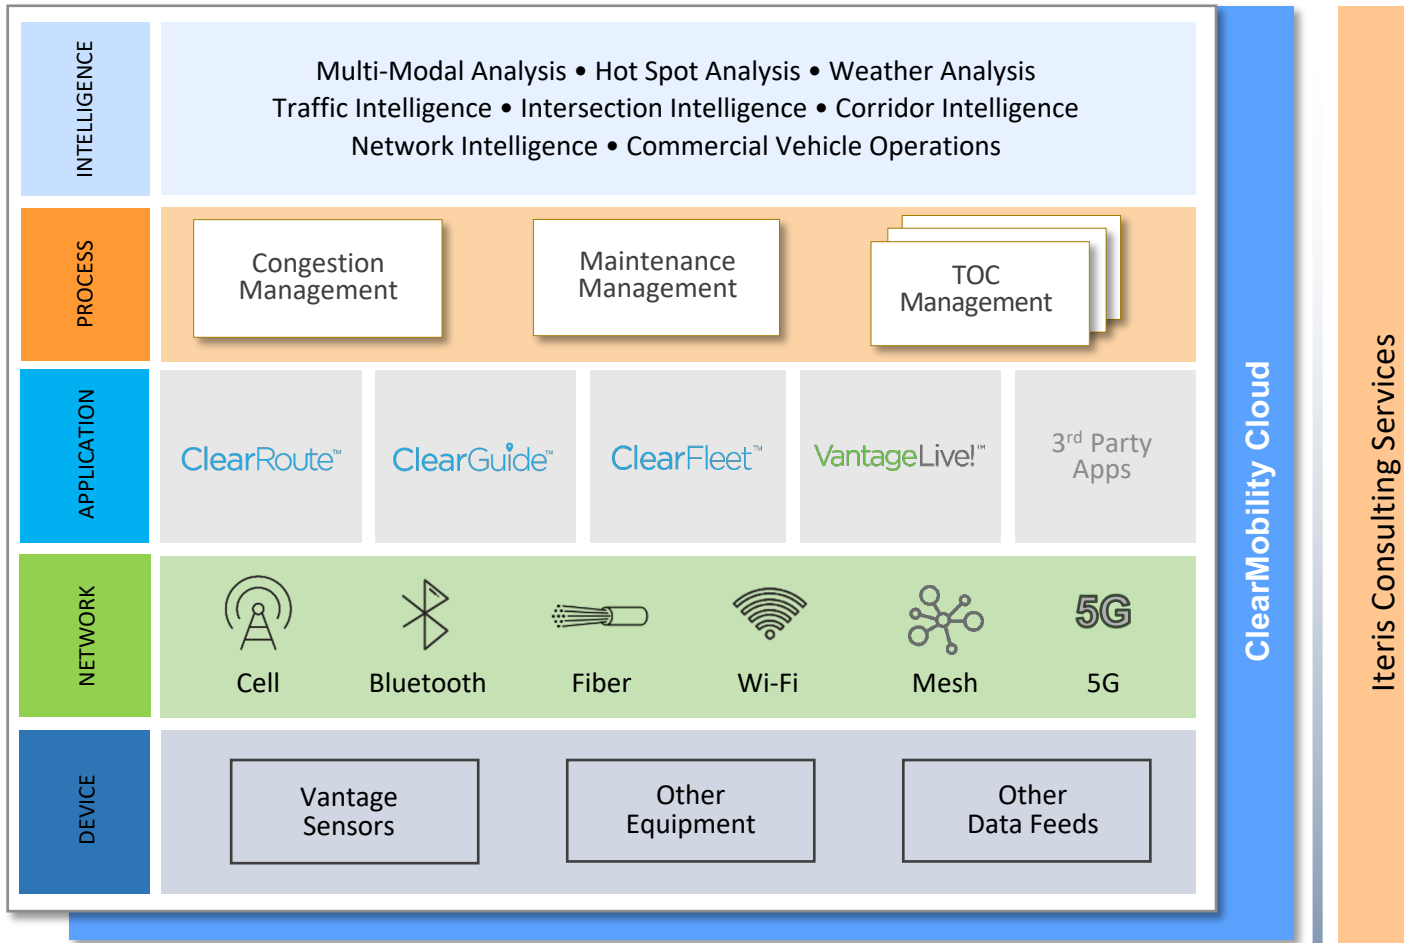 INTELLIGENCE
Multi-Modal Analysis • Hot Spot Analysis • Weather Analysis
Traffic Intelligence • Intersection Intelligence • Corridor Intelligence
Network Intelligence • Commercial Vehicle Operations
PROCESS
Congestion
Management
Maintenance
Management
TOC
Management
APPLICATION
ClearRoute™
ClearGuide™
ClearFleet™
VantageLive!™
3rd Party
Apps
NETWORK
5G
Cell
Bluetooth
Fiber
Wi-Fi
Mesh
5G
DEVICE
Vantage
Sensors
Other
Equipment
Other
Data Feeds
ClearMobility Cloud
Iteris Consulting Services